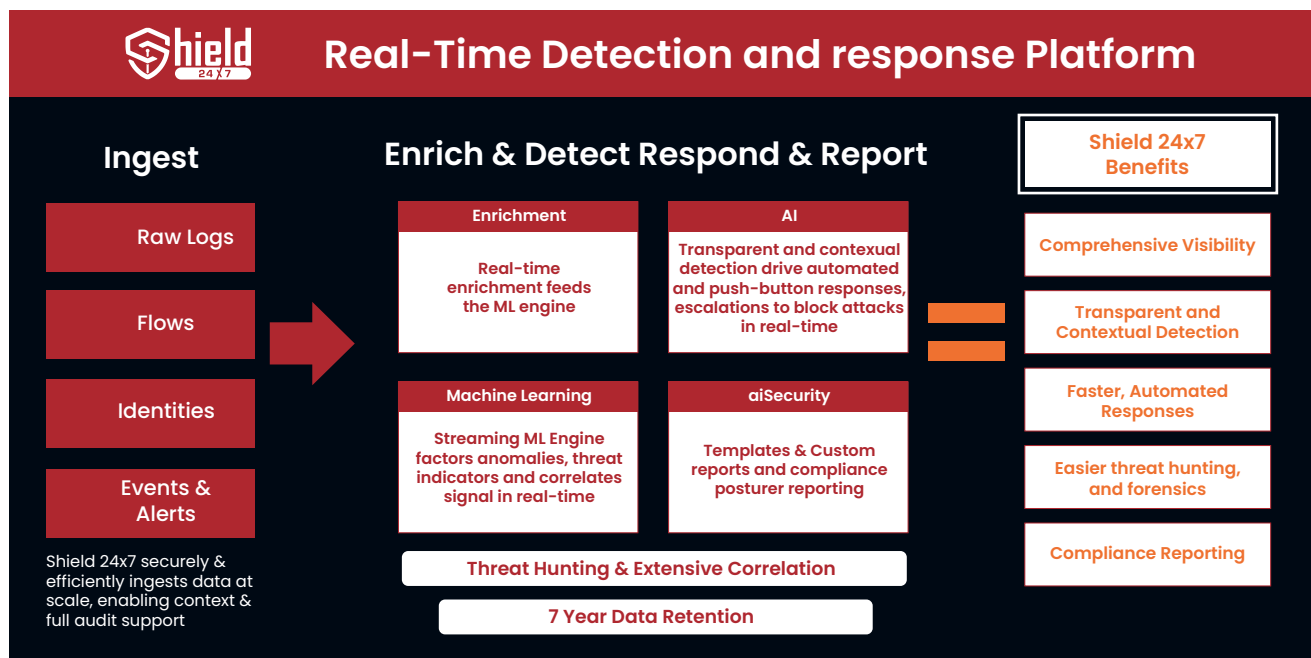 Shield
24X7
Real-Time Detection and response Platform
Ingest
Raw Logs
Flows
Identities
Events &
Alerts
Shield 24x7 securely &
efficiently ingests data at
scale, enabling context &
full audit support
Enrich & Detect Respond & Report
Enrichment
Real-time
enrichment feeds
the ML engine
AI
Transparent and contexual
detection drive automated
and push-button responses,
escalations to block attacks
in real-time
Machine Learning
Streaming ML Engine
factors anomalies, threat
indicators and correlates
signal in real-time
aiSecurity
Templates & Custom
reports and compliance
posturer reporting
Threat Hunting & Extensive Correlation
7 Year Data Retention
Shield 24x7
Benefits
Comprehensive Visibility
Transparent and
Contextual Detection
Faster, Automated
Responses
Easier threat hunting,
and forensics
Compliance Reporting